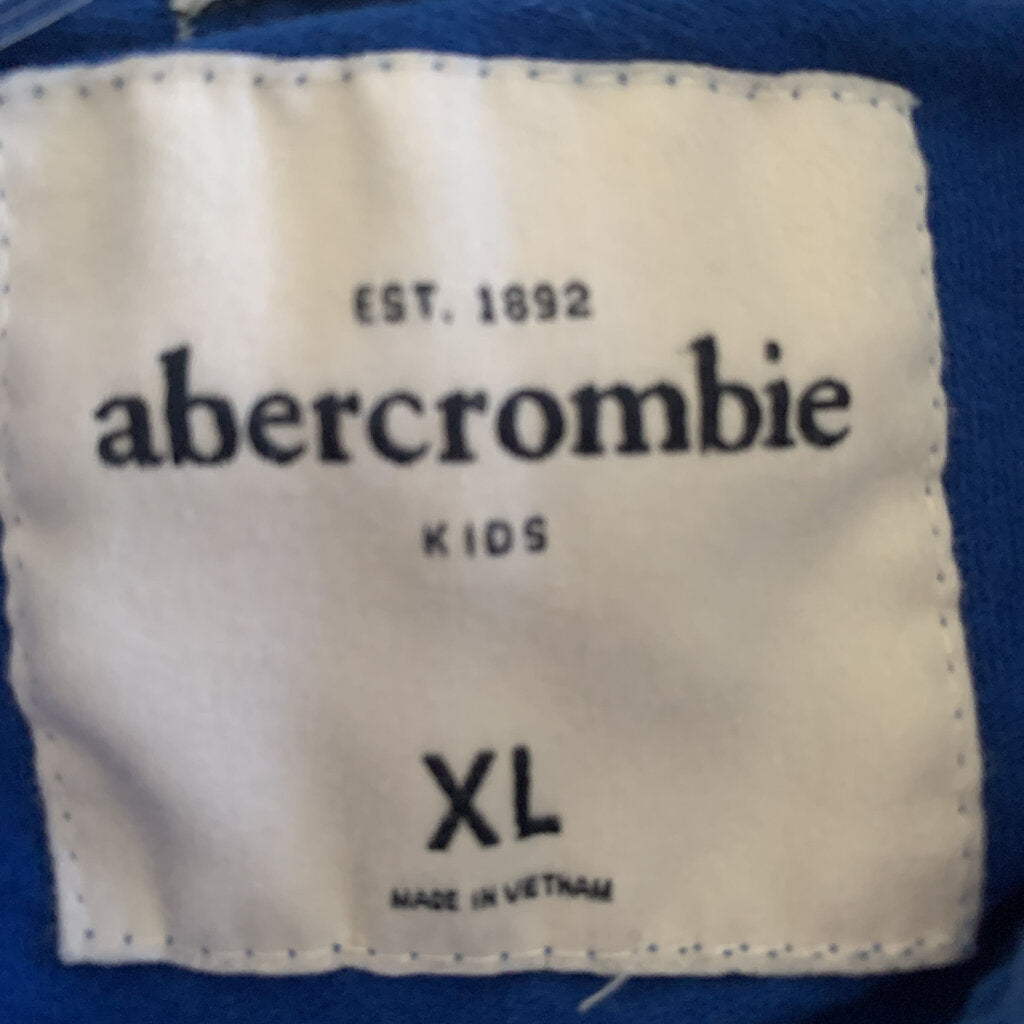 EST. 1892
abercrombie
KIDS
XL
MADE IN VIETNAM